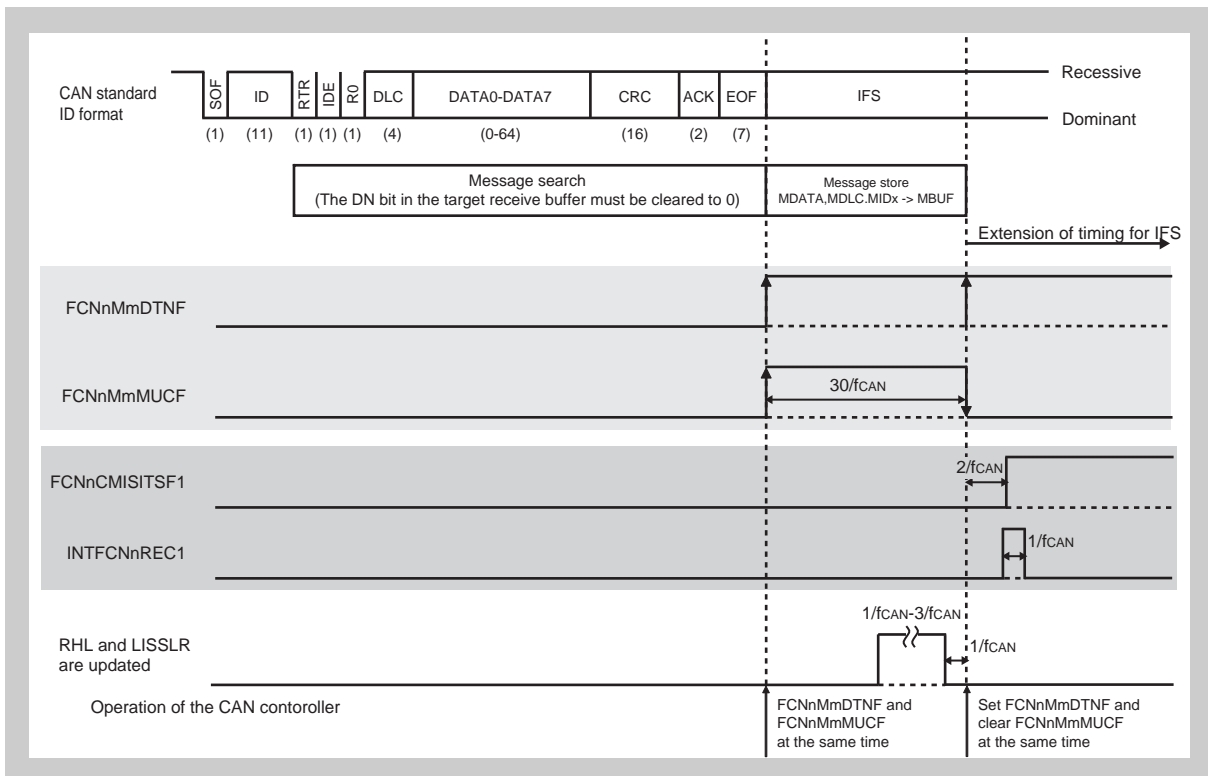 CAN standard
ID format
SOF
ID
RTR
IDE
R0
DLC
DATA0-DATA7
CRC
ACK
EOF
IFS
Recessive
Dominant
(1)
(11)
(1)
(1)
(1)
(4)
(0-64)
(16)
(2)
(7)
Message search
(The DN bit in the target receive buffer must be cleared to 0)
Message store
MDATA,MDLC.MIDx -> MBUF
Extension of timing for IFS
FCNnMmDTNF
FCNnMmMUCF
30/fCAN
FCNnCMISITSF1
2/fCAN
INTFCNnREC1
1/fCAN
RHL and LISSLR
are updated
1/fCAN-3/fCAN
1/fCAN
Operation of the CAN contoroller
FCNnMmDTNF and
FCNnMmMUCF
at the same time
Set FCNnMmDTNF and
clear FCNnMmMUCF
at the same time